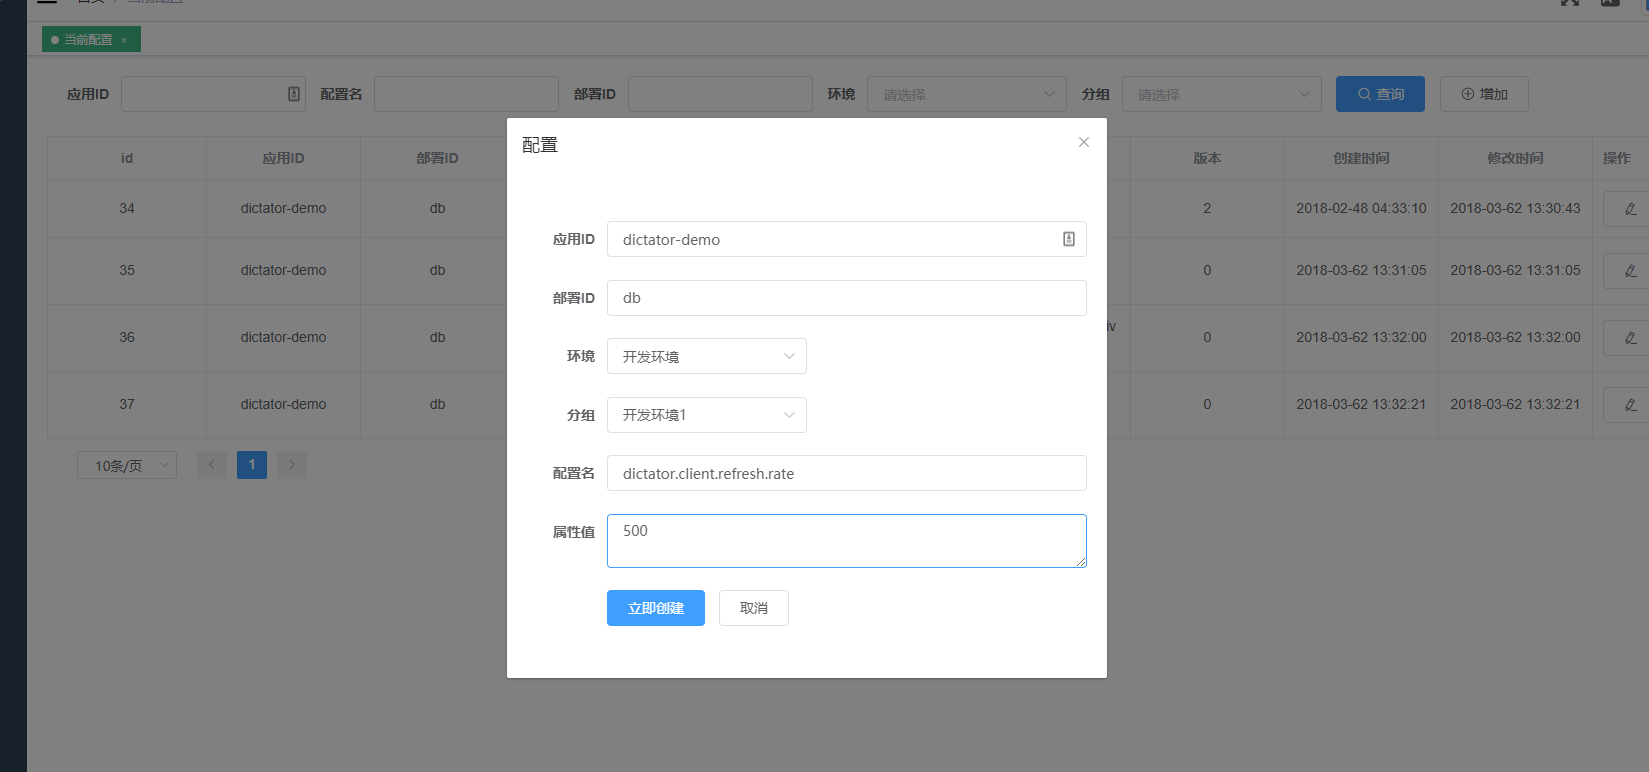 首页 / 当前配置
当前配置 ×
应用ID 配置名 部署ID 环境 请选择 分组 请选择 查询 增加
配置
id 应用ID 部署ID 版本 创建时间 修改时间 操作
34 dictator-demo db 2 2018-02-48 04:33:10 2018-03-62 13:30:43
35 dictator-demo db 0 2018-03-62 13:31:05 2018-03-62 13:31:05
iv
36 dictator-demo db 0 2018-03-62 13:32:00 2018-03-62 13:32:00
37 dictator-demo db 0 2018-03-62 13:32:21 2018-03-62 13:32:21
10条/页 1
应用ID dictator-demo
部署ID db
环境 开发环境
分组 开发环境1
配置名 dictator.client.refresh.rate
属性值 500
立即创建 取消